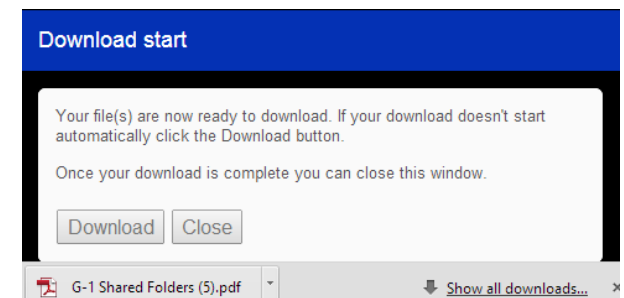 Download start
Your file(s) are now ready to download. If your download doesn't start
automatically click the Download button.
Once your download is complete you can close this window.
Download Close
G-1 Shared Folders (5).pdf Show all downloads...